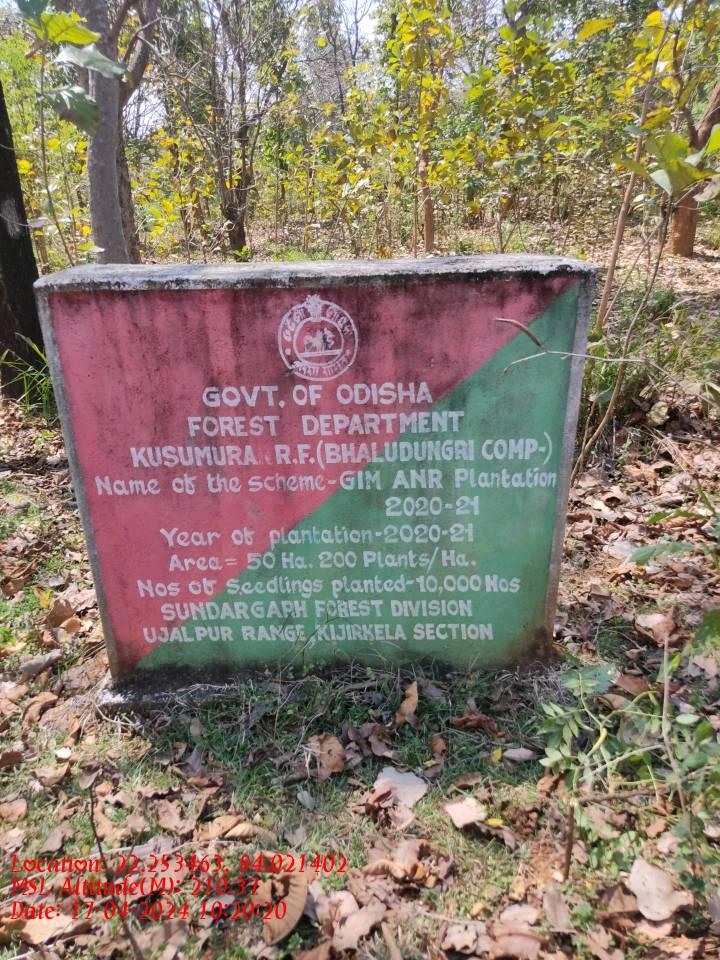 GOVT. OF ODISHA
FOREST DEPARTMENT
KUSUMURA R.F.(BHALUDUNGRI COMP-)
Name of the scheme-GIM ANR Plantation
2020-21
Year of plantation-2020-21
Area= 50 Ha. 200 Plants/Ha.
Nos of Seedlings planted-10,000 Nos
SUNDARGARH FOREST DIVISION
UJALPUR RANGE, KIJIRKELA SECTION
Location: 22.253463, 84.021402
MSL Altitude(M): 210.37
Date: 17-04-2024 10:20:20